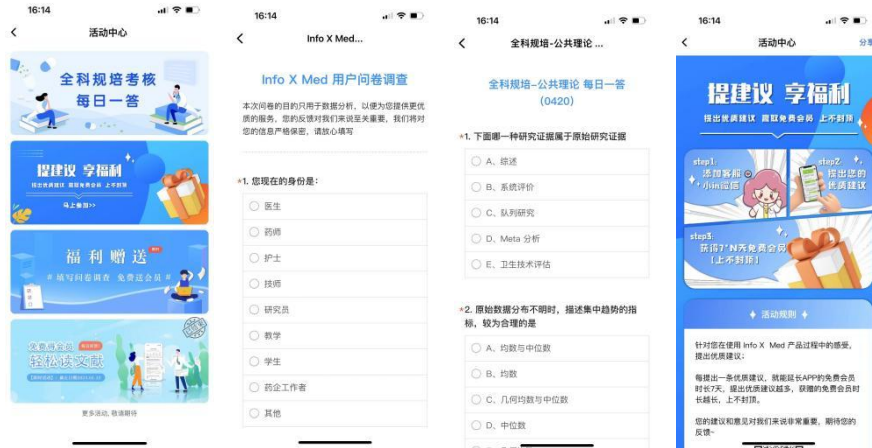 16:14
活动中心
全科规培考核
每日一答
提建议 享福利
提出优质建议 赢取免费会员 上不封顶
马上参加>>
福利赠送
#填写问卷调查 免费送会员#
免费得会员
轻松读文献
更多活动, 敬请期待
16:14
Info X Med...
Info X Med 用户问卷调查
本次问卷的目的只用于数据分析，以便为您提供更优
质的服务。您的反馈对我们来说至关重要，我们将对
您的信息严格保密，请放心填写
*1. 您现在的身份是：
医生
药师
护士
技师
研究员
教学
学生
药企工作者
其他
16:14
全科规培-公共理论 ...
全科规培-公共理论 每日一答
（0420）
*1. 下面哪一种研究证据属于原始研究证据
A、综述
B、系统评价
C、队列研究
D、Meta 分析
E、卫生技术评估
*2. 原始数据分布不明时，描述集中趋势的指
标，较为合理的是
A、均数与中位数
B、均数
C、几何均数与中位数
D、中位数
16:14
活动中心
分享
提建议 享福利
提出优质建议 赢取免费会员 上不封顶
step1:
添加客服
小in微信
step2:
提出您的
优质建议
step3:
获得7*N天免费会员
[上不封顶]
活动规则
针对您在使用 Info X Med 产品过程中的感受，
提出优质建议；
每提出一条优质建议，就能延长APP的免费会员
时长7天，提出优质建议越多，获赠的免费会员时
长越长，上不封顶。
您的建议和意见对我们来说非常重要，期待您的
反馈~